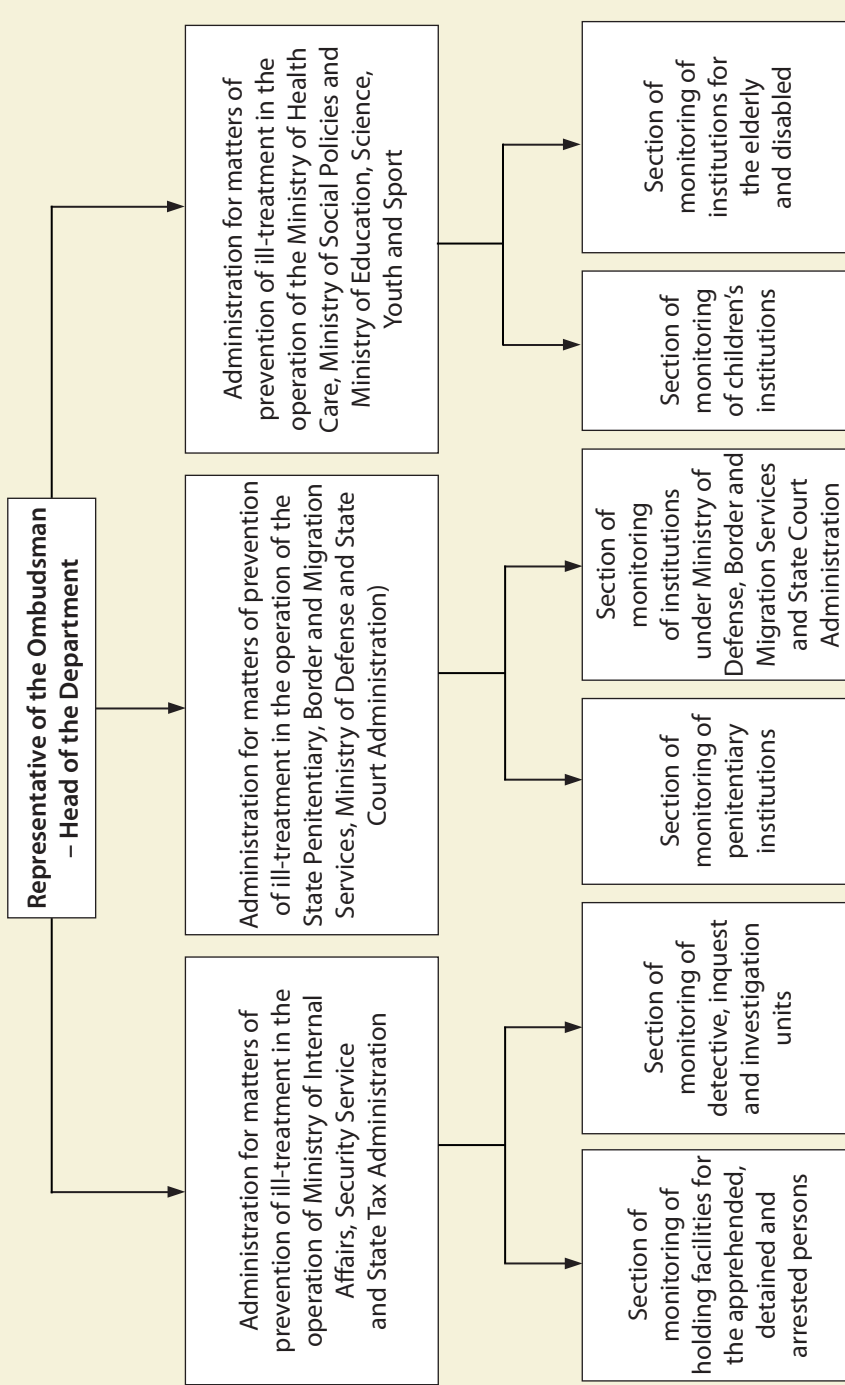 Representative of the Ombudsman
– Head of the Department
Administration for matters of
prevention of ill-treatment in the
operation of Ministry of Internal
Affairs, Security Service
and State Tax Administration
Administration for matters of prevention
of ill-treatment in the operation of the
State Penitentiary, Border and Migration
Services, Ministry of Defense and State
Court Administration)
Administration for matters of
prevention of ill-treatment in the
operation of the Ministry of Health
Care, Ministry of Social Policies and
Ministry of Education, Science,
Youth and Sport
Section of
monitoring of
holding facilities for
the apprehended,
detained and
arrested persons
Section of
monitoring of
detective, inquest
and investigation
units
Section of
monitoring of
penitentiary
institutions
Section of
monitoring
of institutions
under Ministry of
Defense, Border and
Migration Services
and State Court
Administration
Section of
monitoring
of children’s
institutions
Section of
monitoring of
institutions for
the elderly
and disabled